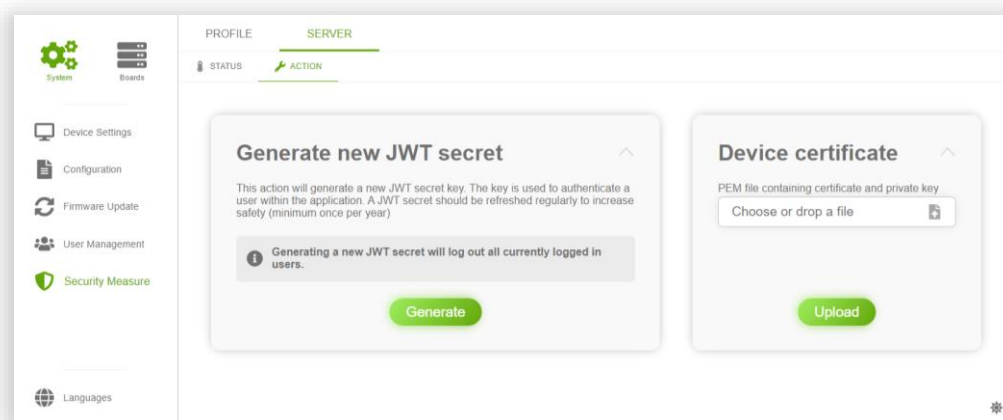 PROFILE
SERVER
System
Boards
STATUS
ACTION
Device Settings
Configuration
Firmware Update
User Management
Security Measure
Languages
Generate new JWT secret
This action will generate a new JWT secret key. The key is used to authenticate a
user within the application. A JWT secret should be refreshed regularly to increase
safety (minimum once per year)
Generating a new JWT secret will log out all currently logged in
users.
Generate
Device certificate
PEM file containing certificate and private key
Choose or drop a file
Upload